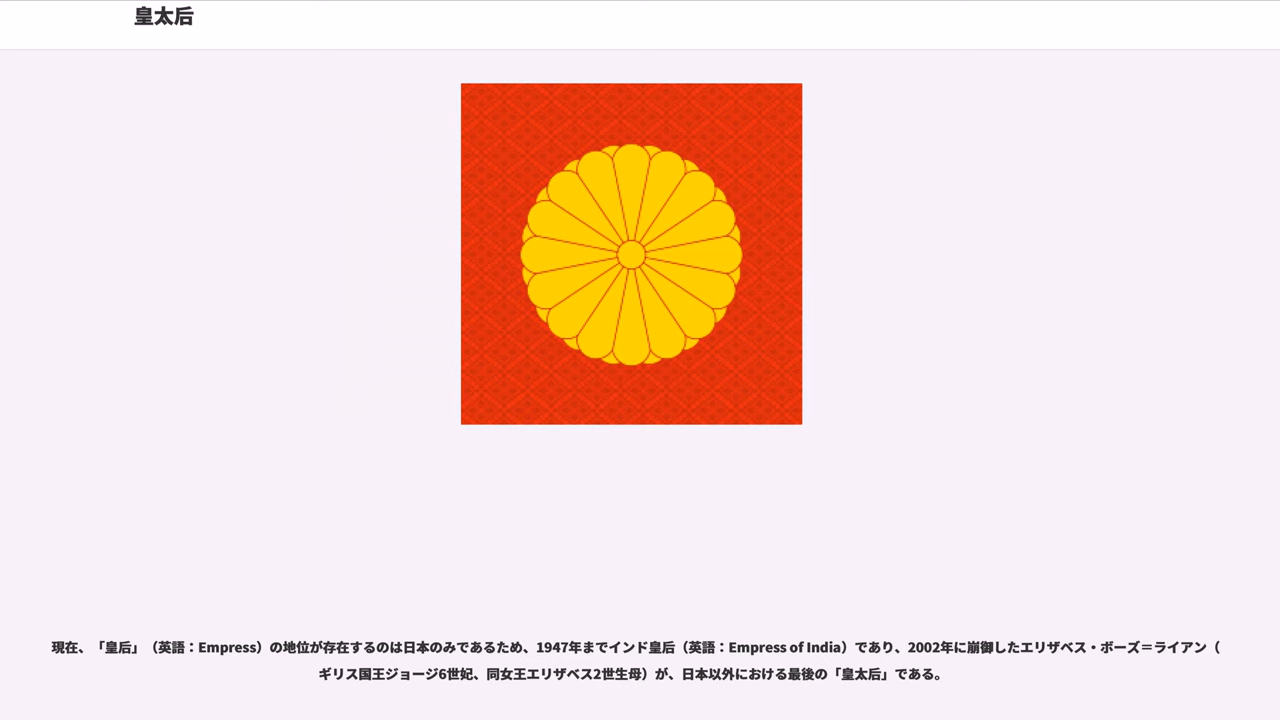 皇太后
現在、「皇后」（英語：Empress）の地位が存在するのは日本のみであるため、1947年までインド皇后（英語：Empress of India）であり、2002年に崩御したエリザベス・ボーズ＝ライアン（
ギリス国王ジョージ6世妃、同女王エリザベス2世生母）が、日本以外における最後の「皇太后」である。